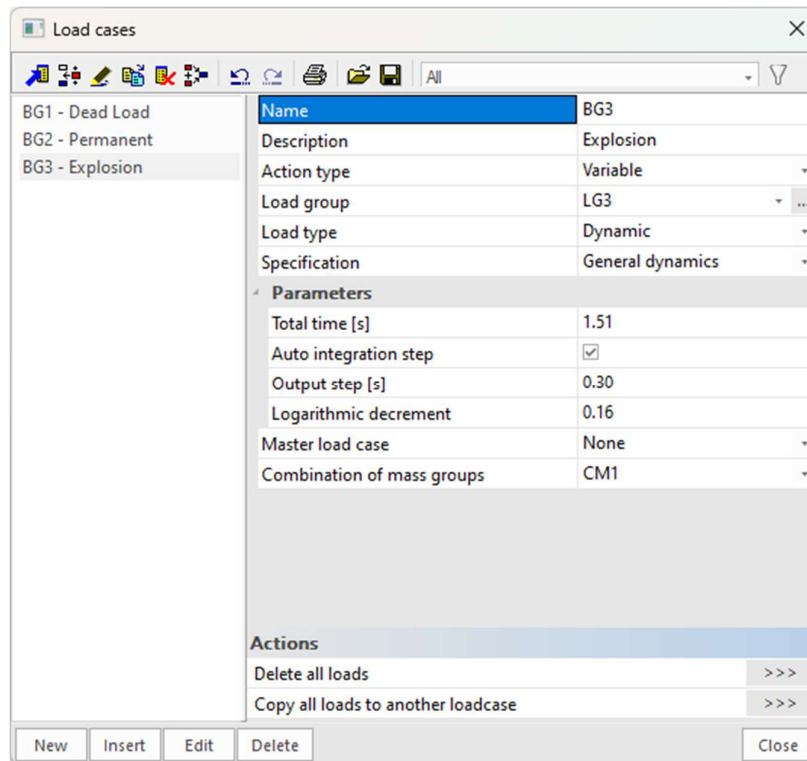 Load cases
All
BG1 - Dead Load
BG2 - Permanent
BG3 - Explosion
Name BG3
Description Explosion
Action type Variable
Load group LG3 ...
Load type Dynamic
Specification General dynamics
Parameters
Total time [s] 1.51
Auto integration step
Output step [s] 0.30
Logarithmic decrement 0.16
Master load case None
Combination of mass groups CM1
Actions
Delete all loads >>>
Copy all loads to another loadcase >>>
New Insert Edit Delete Close